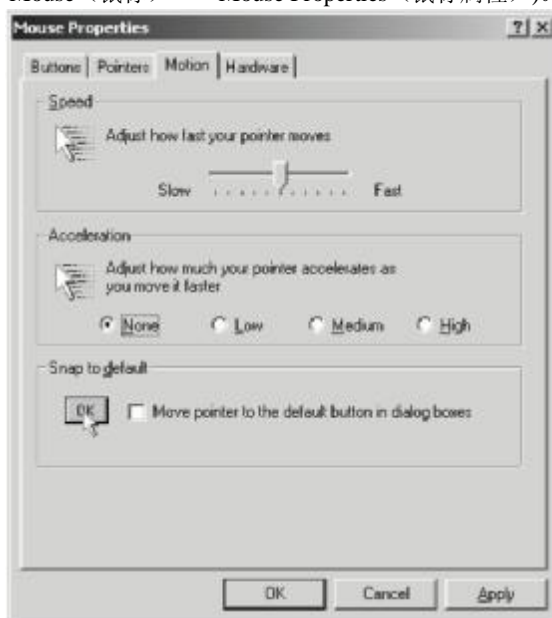 Mouse Properties
Buttons Pointers Motion Hardware
Speed
Adjust how fast your pointer moves
Slow Fast
Acceleration
Adjust how much your pointer accelerates as
you move it faster
None Low Medium High
Snap to default
OK Move pointer to the default button in dialog boxes
OK Cancel Apply